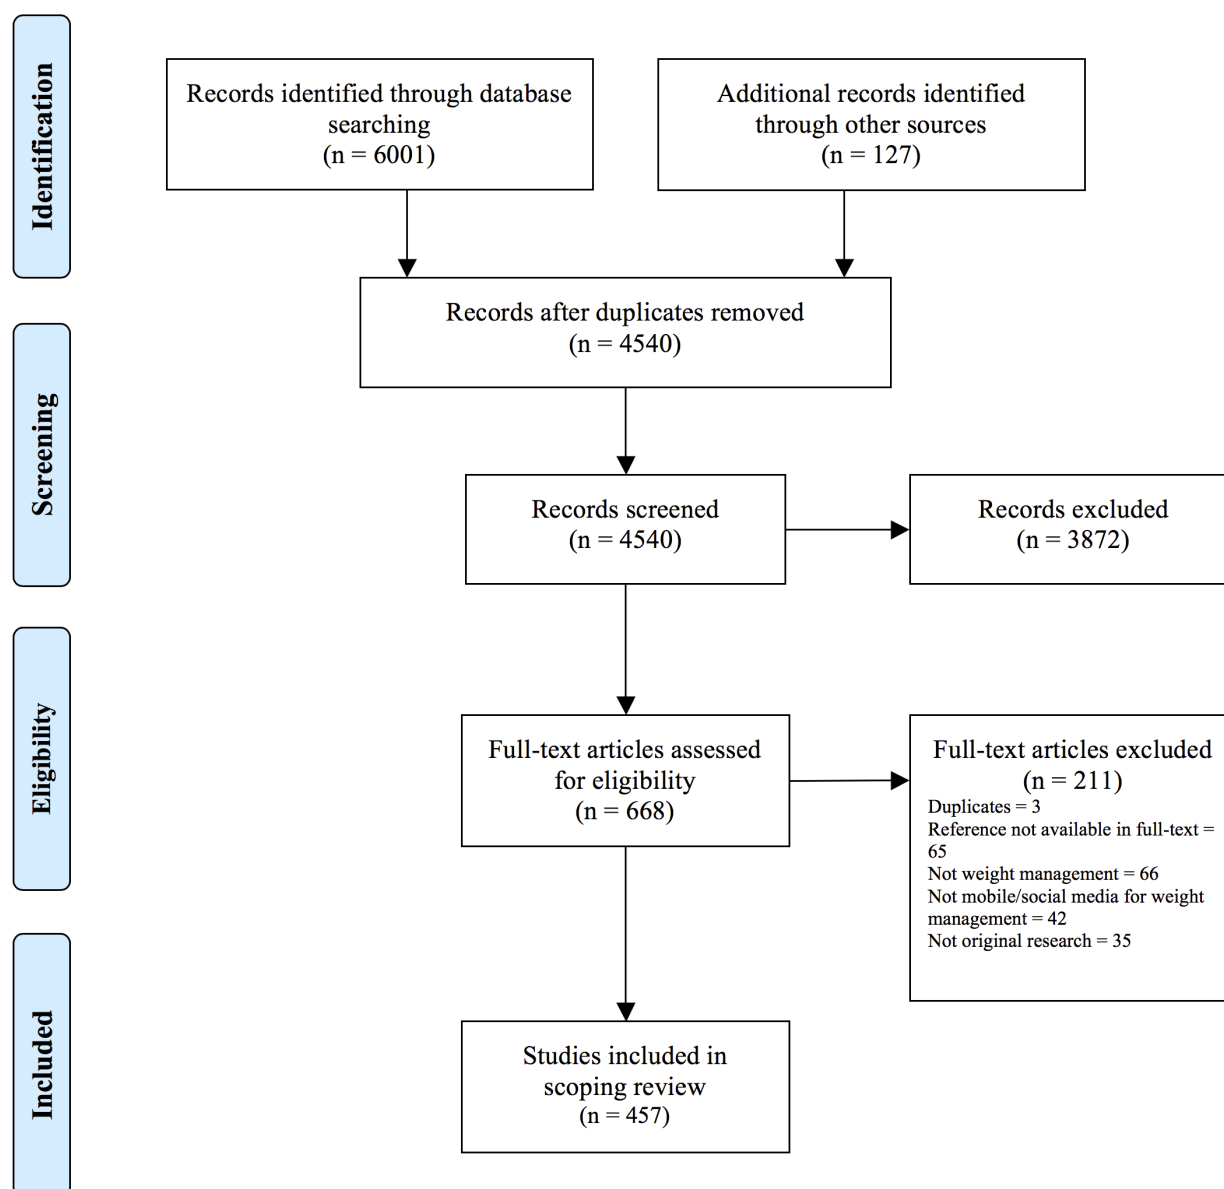 Identification
Records identified through database
searching
(n = 6001)
Additional records identified
through other sources
(n = 127)
Records after duplicates removed
(n = 4540)
Screening
Records screened
(n = 4540)
Records excluded
(n = 3872)
Eligibility
Full-text articles assessed
for eligibility
(n = 668)
Full-text articles excluded
(n = 211)
Duplicates = 3
Reference not available in full-text =
65
Not weight management = 66
Not mobile/social media for weight
management = 42
Not original research = 35
Included
Studies included in
scoping review
(n = 457)